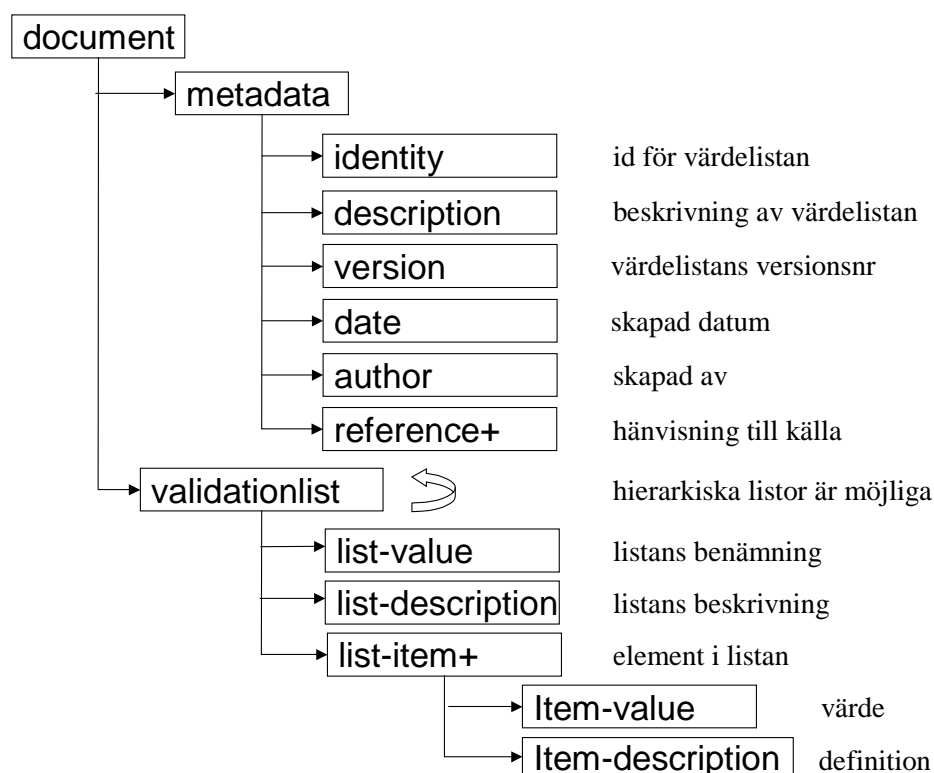 document
metadata
identity id för värdelistan
description beskrivning av värdelistan
version värdelistans versionsnr
date skapad datum
author skapad av
reference+ hänvisning till källa
validationlist hierarkiska listor är möjliga
list-value listans benämning
list-description listans beskrivning
list-item+ element i listan
Item-value värde
Item-description definition